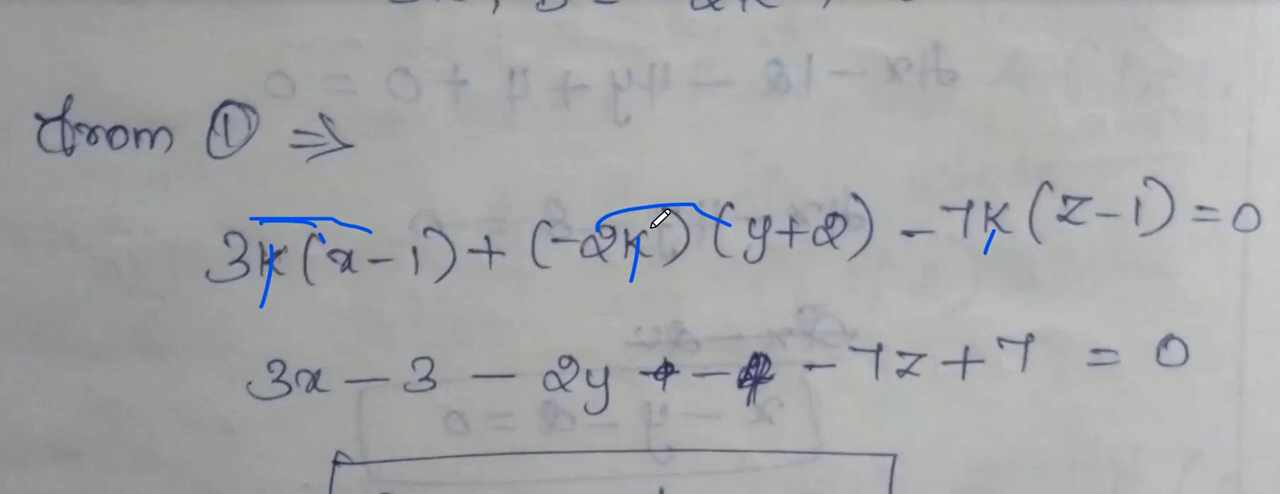 from ① ⇒
3k(x-1)+(-2k)(y+2)-7k(z-1)=0
3x-3-2y-4-7z+7=0